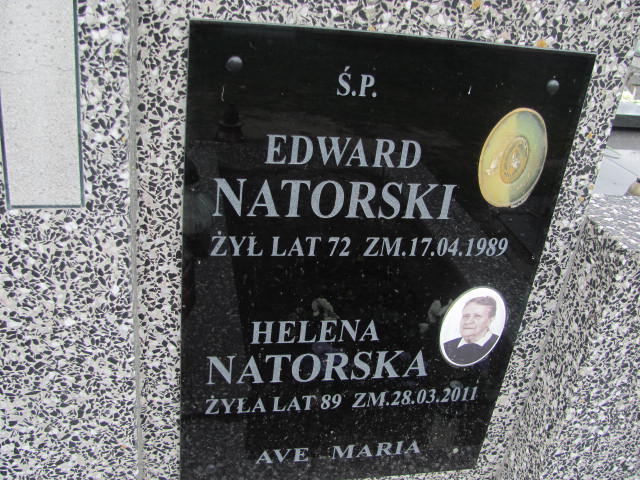 Ś.P.
EDWARD
NATORSKI
ŻYŁ LAT 72 ZM.17.04.1989
HELENA
NATORSKA
ŻYŁA LAT 89 ZM.28.03.2011
AVE MARIA